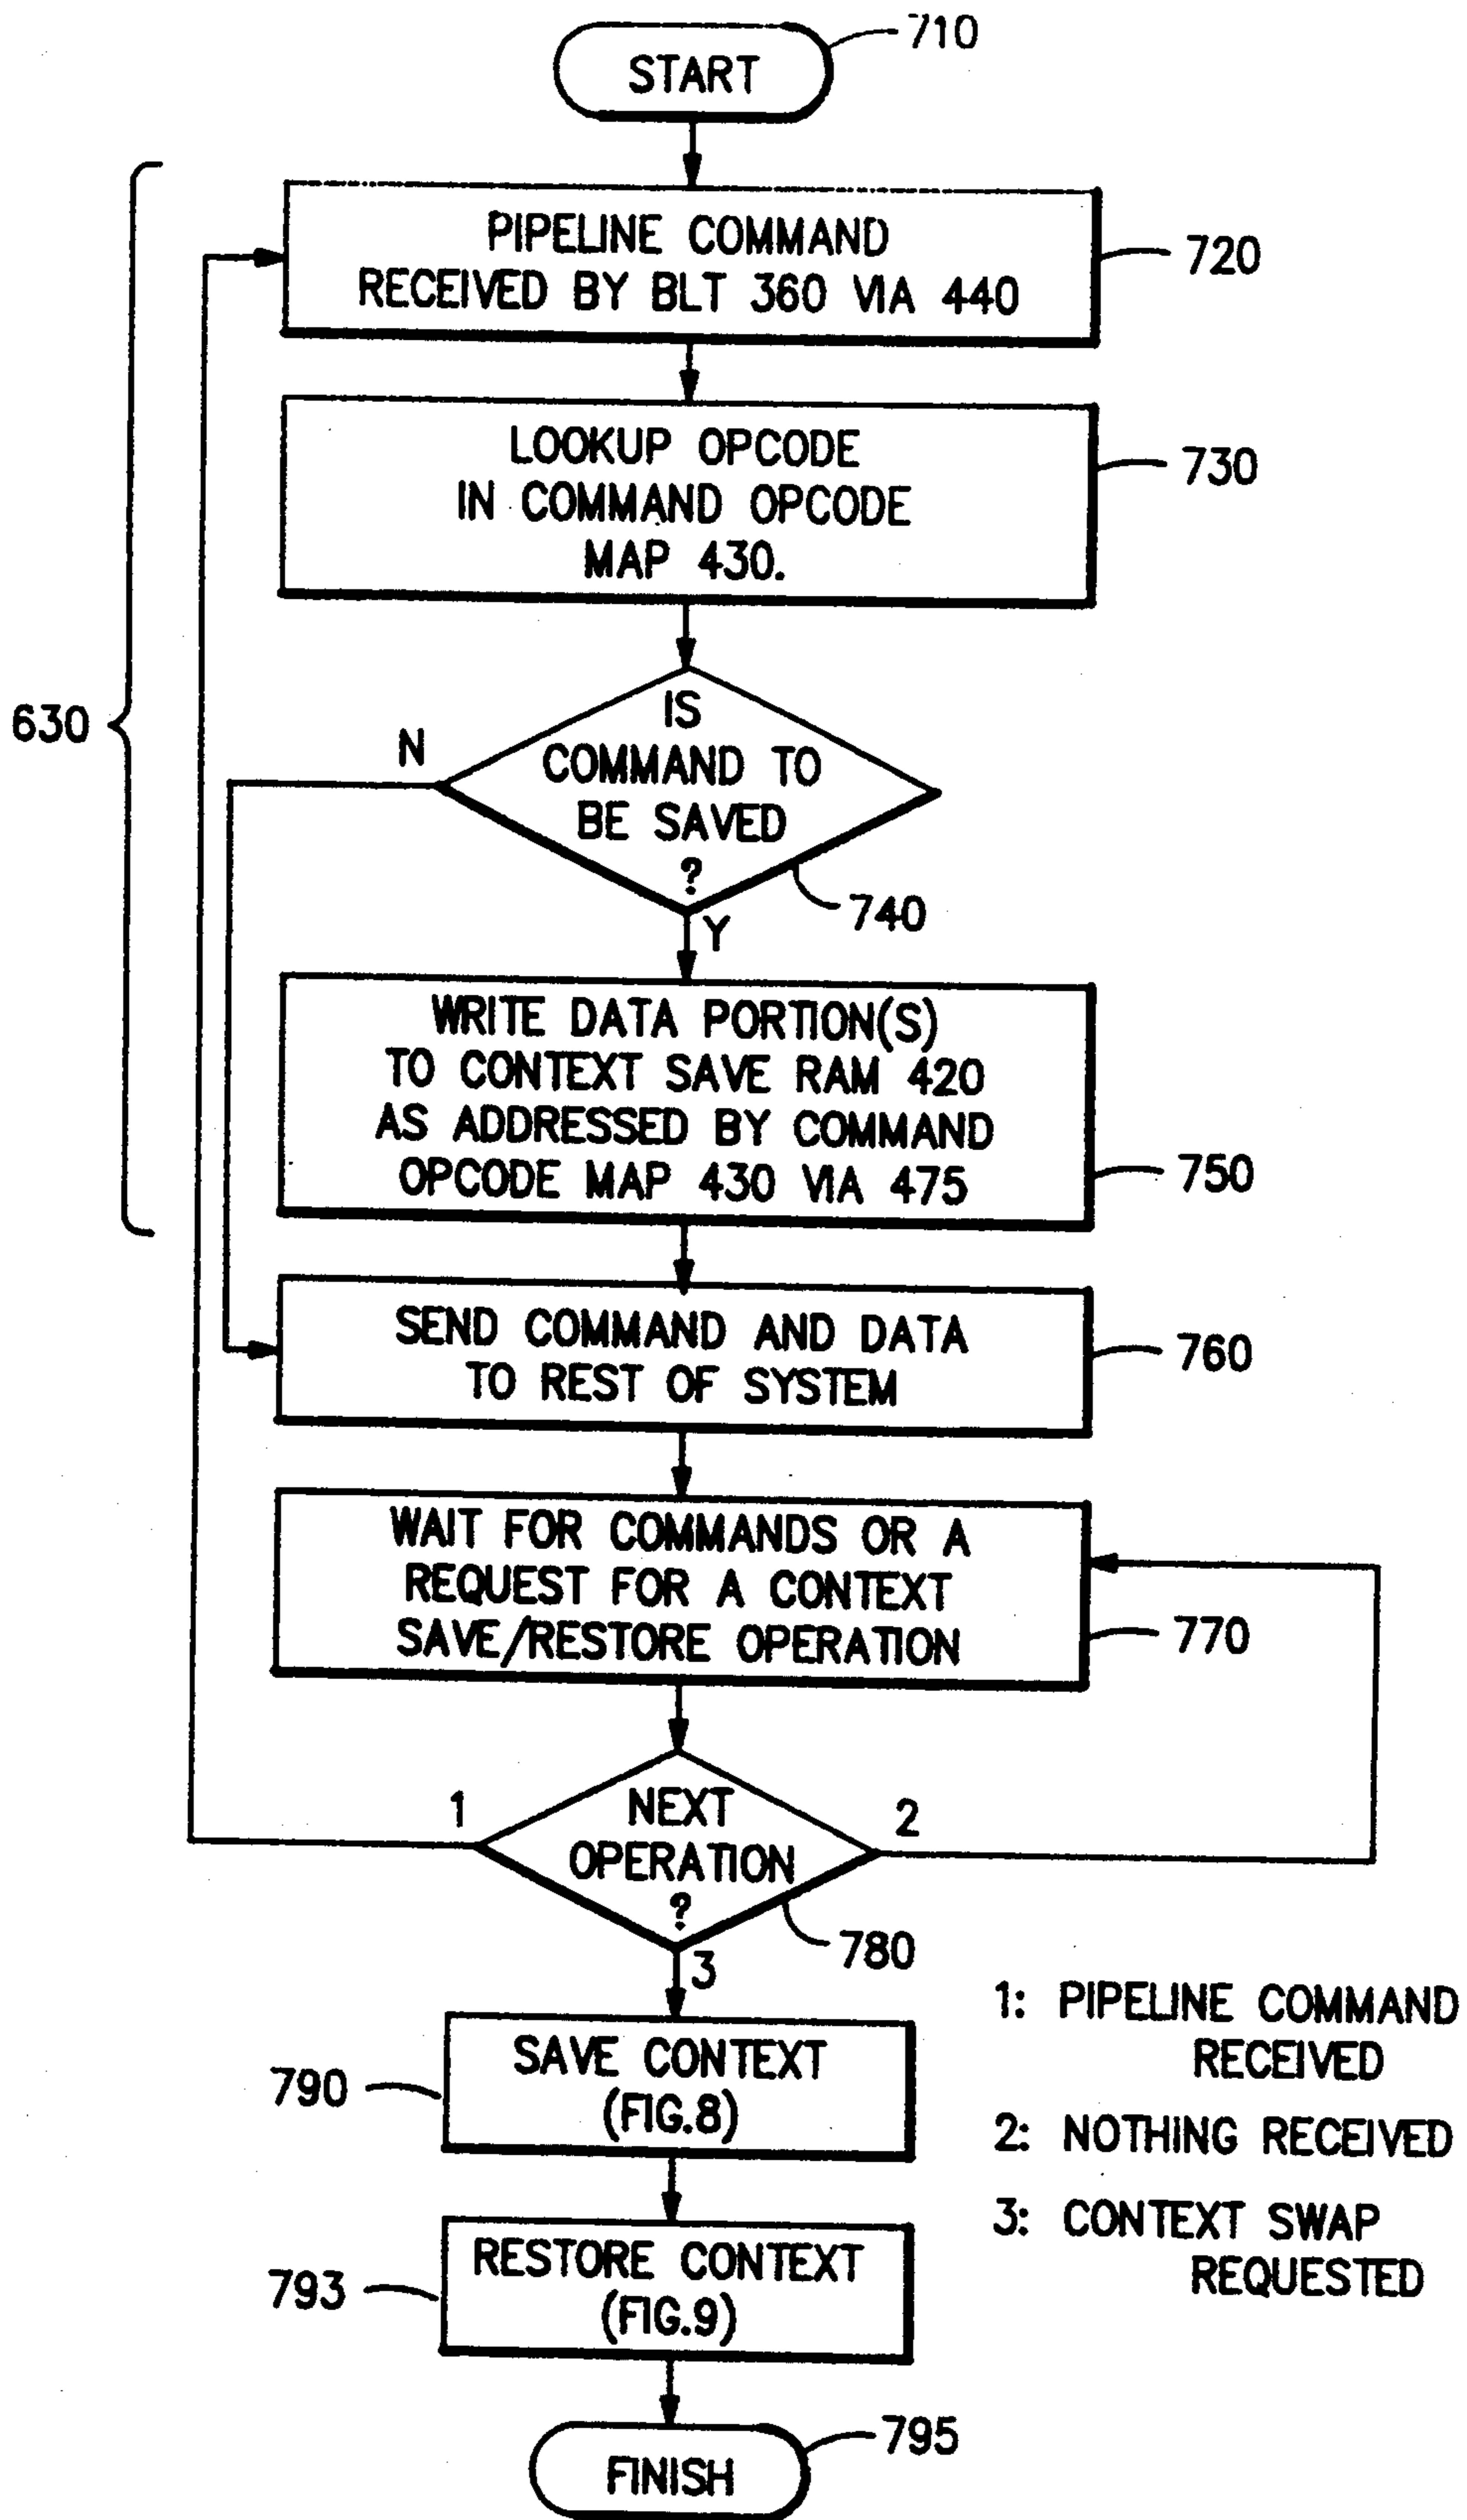 START
710
PIPELINE COMMAND
RECEIVED BY BLT 360 VIA 440
720
LOOKUP OPCODE
IN COMMAND OPCODE
MAP 430.
730
630
IS
COMMAND TO
BE SAVED
?
N
740
Y
WRITE DATA PORTION(S)
TO CONTEXT SAVE RAM 420
AS ADDRESSED BY COMMAND
OPCODE MAP 430 VIA 475
750
SEND COMMAND AND DATA
TO REST OF SYSTEM
760
WAIT FOR COMMANDS OR A
REQUEST FOR A CONTEXT
SAVE/RESTORE OPERATION
770
1
NEXT
OPERATION
?
2
780
3
SAVE CONTEXT
(FIG.8)
790
RESTORE CONTEXT
(FIG.9)
793
1: PIPELINE COMMAND
RECEIVED
2: NOTHING RECEIVED
3: CONTEXT SWAP
REQUESTED
FINISH
795